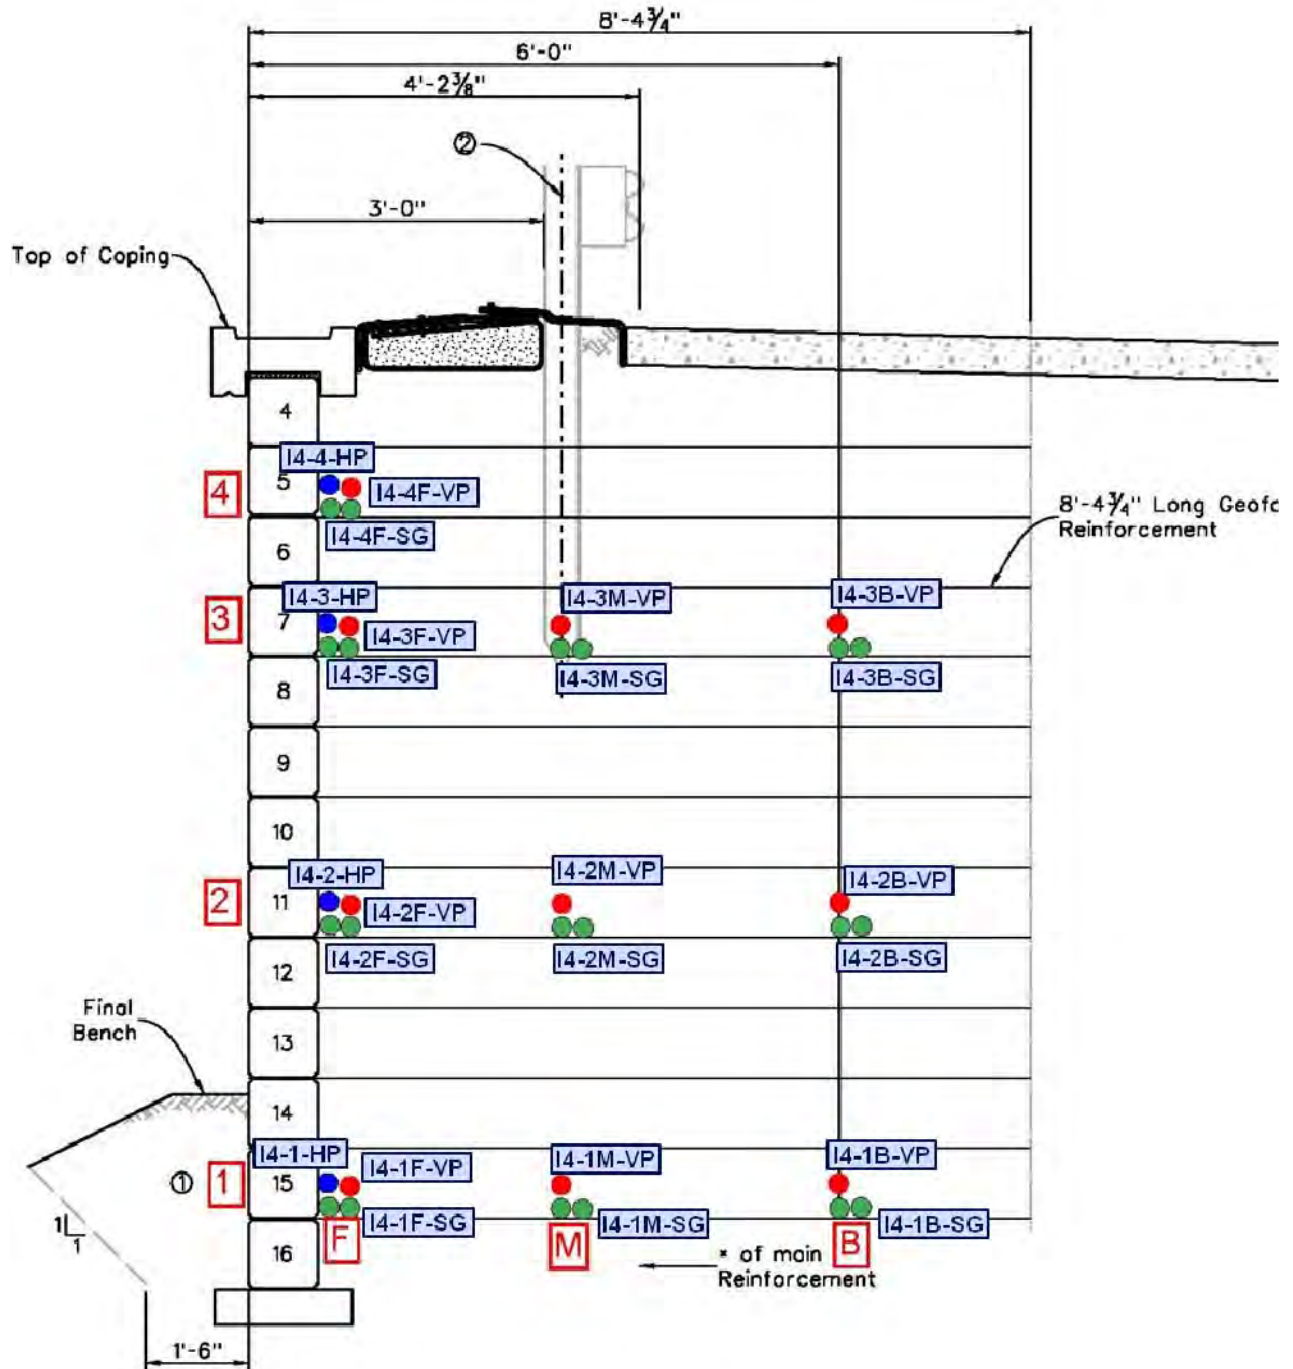 8'-4¾"
6'-0"
4'-2⅜"
②
3'-0"
Top of Coping
4
I4-4-HP
4
5
I4-4F-VP
8'-4¾" Long Geofo
Reinforcement
I4-4F-SG
6
I4-3-HP
I4-3M-VP
I4-3B-VP
3
7
I4-3F-VP
I4-3F-SG
I4-3M-SG
I4-3B-SG
8
9
10
I4-2-HP
I4-2M-VP
I4-2B-VP
2
11
I4-2F-VP
I4-2F-SG
I4-2M-SG
I4-2B-SG
12
Final
Bench
13
14
I4-1-HP
I4-1F-VP
I4-1M-VP
I4-1B-VP
①
1
15
I4-1F-SG
I4-1M-SG
I4-1B-SG
1
1
F
M
B
16
* of main
Reinforcement
1'-6"